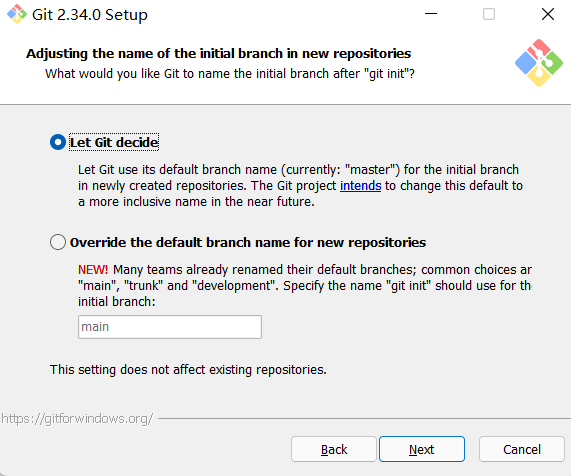 Git 2.34.0 Setup
Adjusting the name of the initial branch in new repositories
What would you like Git to name the initial branch after "git init"?
Let Git decide
Let Git use its default branch name (currently: "master") for the initial branch
in newly created repositories. The Git project intends to change this default to
a more inclusive name in the near future.
Override the default branch name for new repositories
NEW! Many teams already renamed their default branches; common choices ar
"main", "trunk" and "development". Specify the name "git init" should use for th
initial branch:
main
This setting does not affect existing repositories.
https://gitforwindows.org/
Back
Next
Cancel